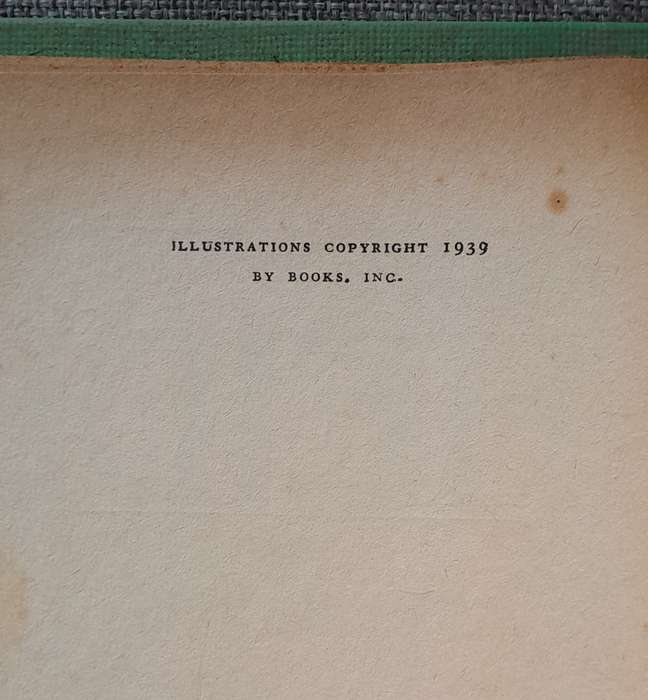 ILLUSTRATIONS COPYRIGHT 1939
BY BOOKS, INC.